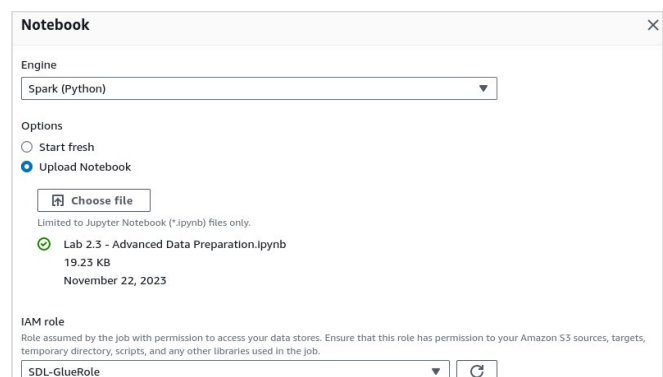 Notebook
Engine
Spark (Python)
Options
Start fresh
Upload Notebook
Choose file
Limited to Jupyter Notebook (*.ipynb) files only.
Lab 2.3 - Advanced Data Preparation.ipynb
19.23 KB
November 22, 2023
IAM role
Role assumed by the job with permission to access your data stores. Ensure that this role has permission to your Amazon S3 sources, targets,
temporary directory, scripts, and any other libraries used in the job.
SDL-GlueRole